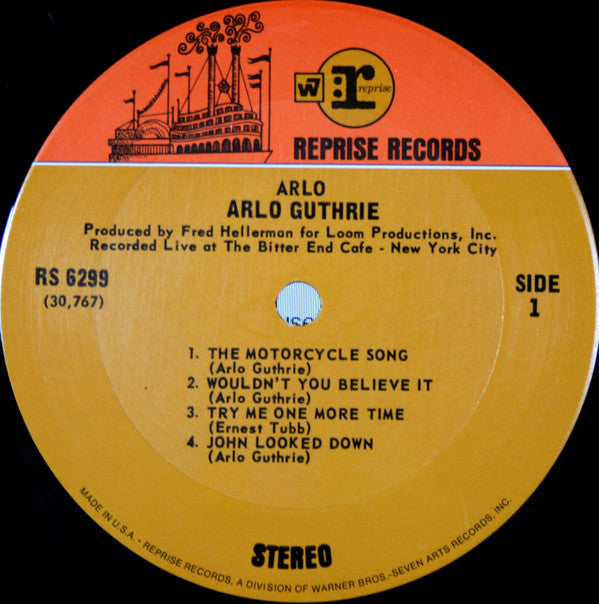 W7 r: reprise
REPRISE RECORDS
ARLO
ARLO GUTHRIE
Produced by Fred Hellerman for Loom Productions, Inc.
Recorded Live at The Bitter End Cafe - New York City
RS 6299
(30,767)
SIDE
1
1. THE MOTORCYCLE SONG
(Arlo Guthrie)
2. WOULDN'T YOU BELIEVE IT
(Arlo Guthrie)
3. TRY ME ONE MORE TIME
(Ernest Tubb)
4. JOHN LOOKED DOWN
(Arlo Guthrie)
STEREO
MADE IN U.S.A. • REPRISE RECORDS, A DIVISION OF WARNER BROS.-SEVEN ARTS RECORDS, INC.